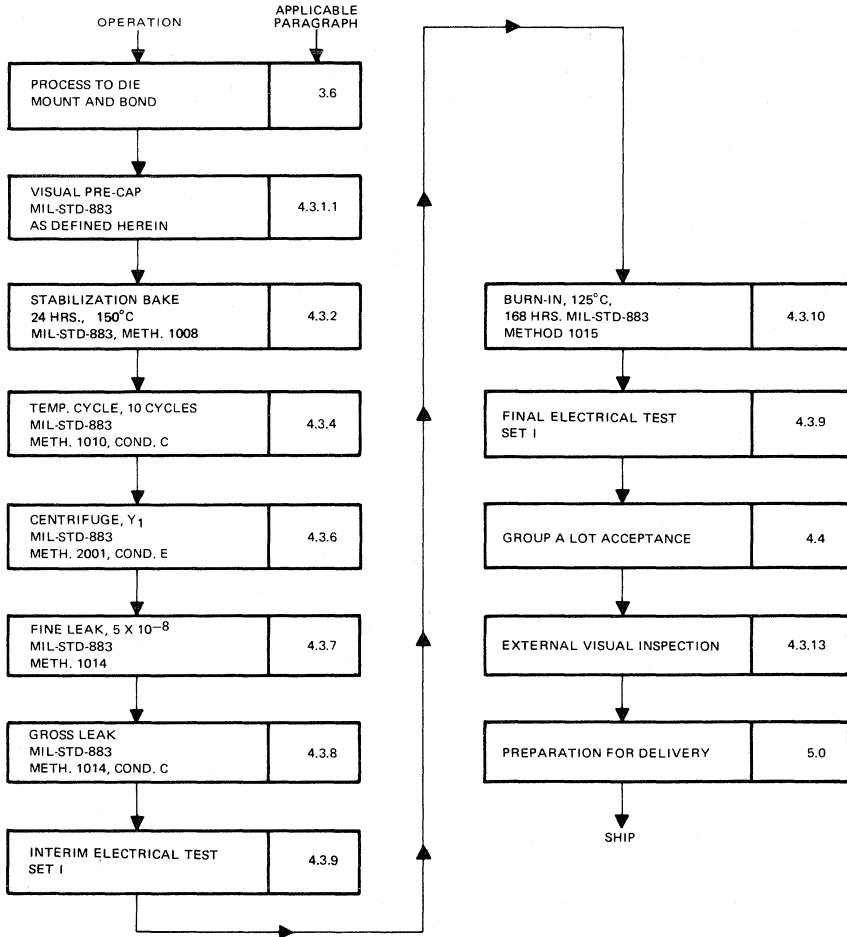 OPERATION
APPLICABLE
PARAGRAPH
PROCESS TO DIE
MOUNT AND BOND
3.6
VISUAL PRE-CAP
MIL-STD-883
AS DEFINED HEREIN
4.3.1.1
STABILIZATION BAKE
24 HRS., 150°C
MIL-STD-883, METH. 1008
4.3.2
TEMP. CYCLE, 10 CYCLES
MIL-STD-883
METH. 1010, COND. C
4.3.4
CENTRIFUGE, Y1
MIL-STD-883
METH. 2001, COND. E
4.3.6
FINE LEAK, 5 X 10−8
MIL-STD-883
METH. 1014
4.3.7
GROSS LEAK
MIL-STD-883
METH. 1014, COND. C
4.3.8
INTERIM ELECTRICAL TEST
SET I
4.3.9
BURN-IN, 125°C,
168 HRS. MIL-STD-883
METHOD 1015
4.3.10
FINAL ELECTRICAL TEST
SET I
4.3.9
GROUP A LOT ACCEPTANCE
4.4
EXTERNAL VISUAL INSPECTION
4.3.13
PREPARATION FOR DELIVERY
5.0
SHIP